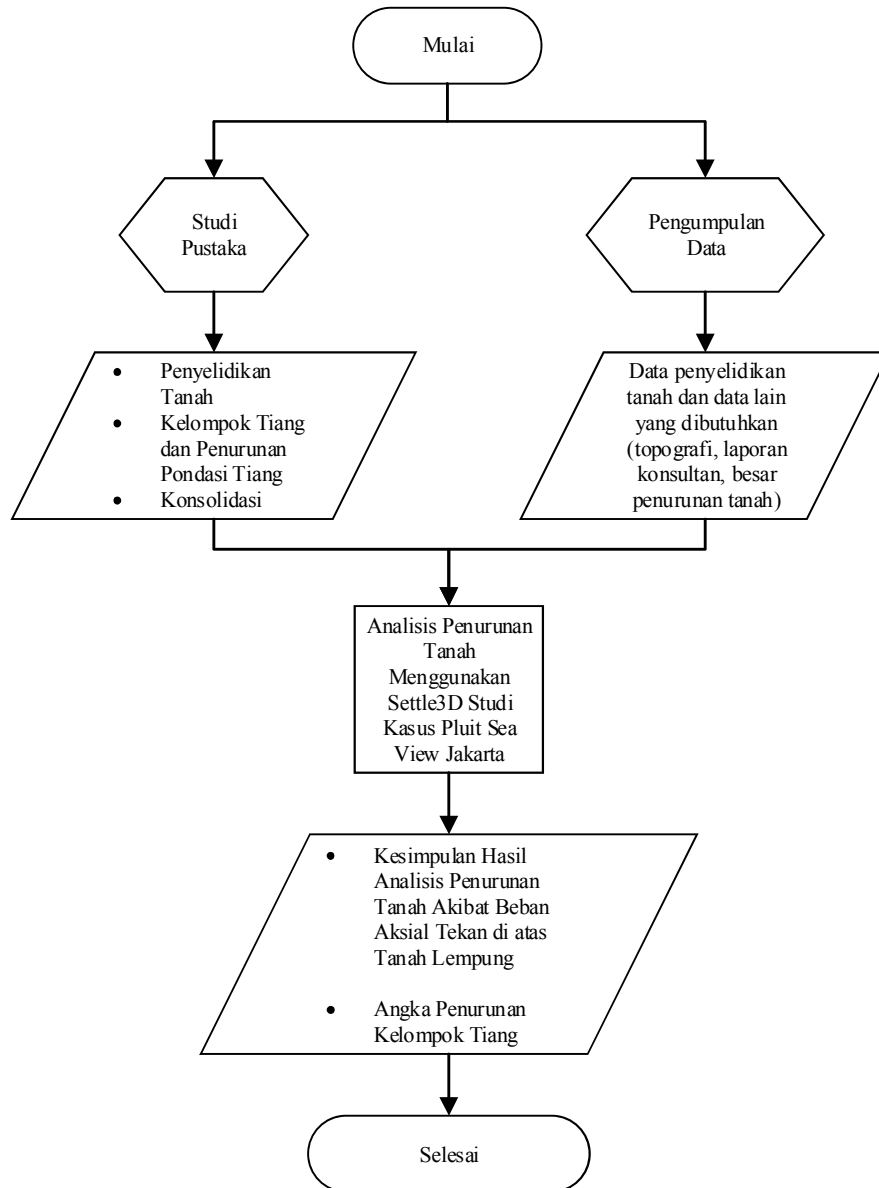 Mulai
Studi
Pustaka
Pengumpulan
Data
• Penyelidikan
Tanah
• Kelompok Tiang
dan Penurunan
Pondasi Tiang
• Konsolidasi
Data penyelidikan
tanah dan data lain
yang dibutuhkan
(topografi, laporan
konsultan, besar
penurunan tanah)
Analisis Penurunan
Tanah
Menggunakan
Settle3D Studi
Kasus Pluit Sea
View Jakarta
• Kesimpulan Hasil
Analisis Penurunan
Tanah Akibat Beban
Aksial Tekan di atas
Tanah Lempung
• Angka Penurunan
Kelompok Tiang
Selesai